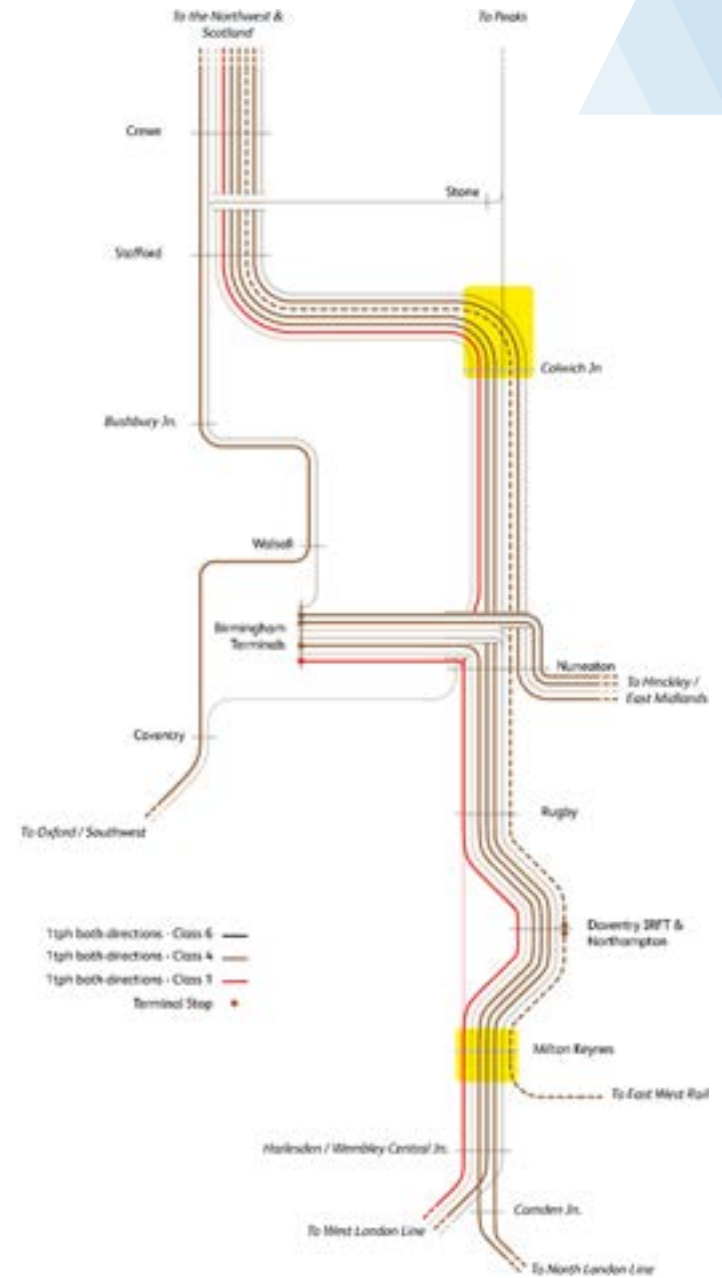 To the Northwest &
Scotland
To Peaks
Crewe
Stone
Stafford
Colwich Jn
Bushbury Jn.
Walsall
Birmingham
Terminals
Nuneaton
To Hinckley /
East Midlands
Coventry
To Oxford / Southwest
Rugby
Daventry IRFT &
Northampton
1tph both directions - Class 6
1tph both directions - Class 4
1tph both directions - Class 1
Terminal Stop
Milton Keynes
To East West Rail
Harlesden / Wembley Central Jn.
Camden Jn.
To West London Line
To North London Line